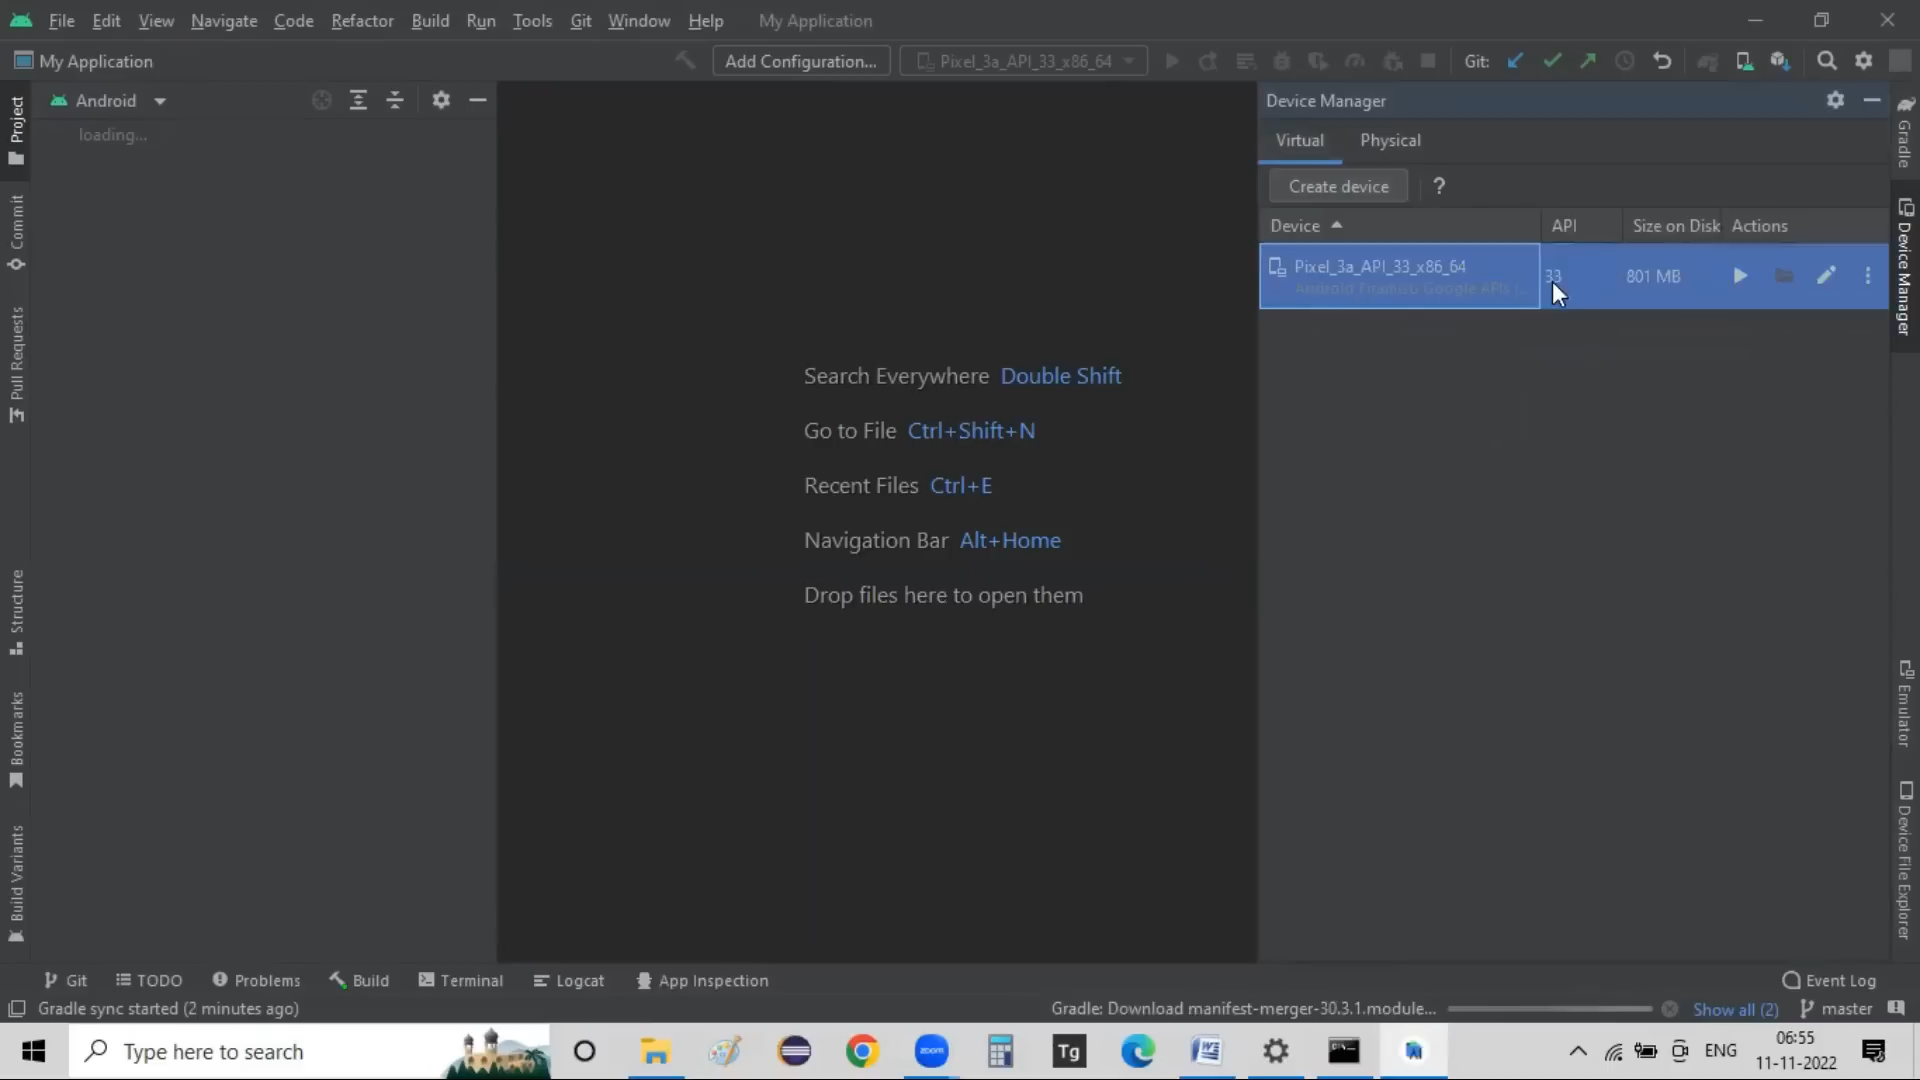 File Edit View Navigate Code Refactor Build Run Tools Git Window Help My Application
My Application
Add Configuration...
Pixel_3a_API_33_x86_64
Git:
Project
Commit
Pull Requests
Structure
Bookmarks
Build Variants
Android
loading...
Search Everywhere Double Shift
Go to File Ctrl+Shift+N
Recent Files Ctrl+E
Navigation Bar Alt+Home
Drop files here to open them
Device Manager
Virtual Physical
Create device ?
Device API Size on Disk Actions
Pixel_3a_API_33_x86_64 33 801 MB
Android Tiramisu Google APIs | ...
Gradle
Device Manager
Emulator
Device File Explorer
Git TODO Problems Build Terminal Logcat App Inspection Event Log
Gradle sync started (2 minutes ago) Gradle: Download manifest-merger-30.3.1.module... Show all (2) master
Type here to search
zoom
Tg
ENG
06:55
11-11-2022